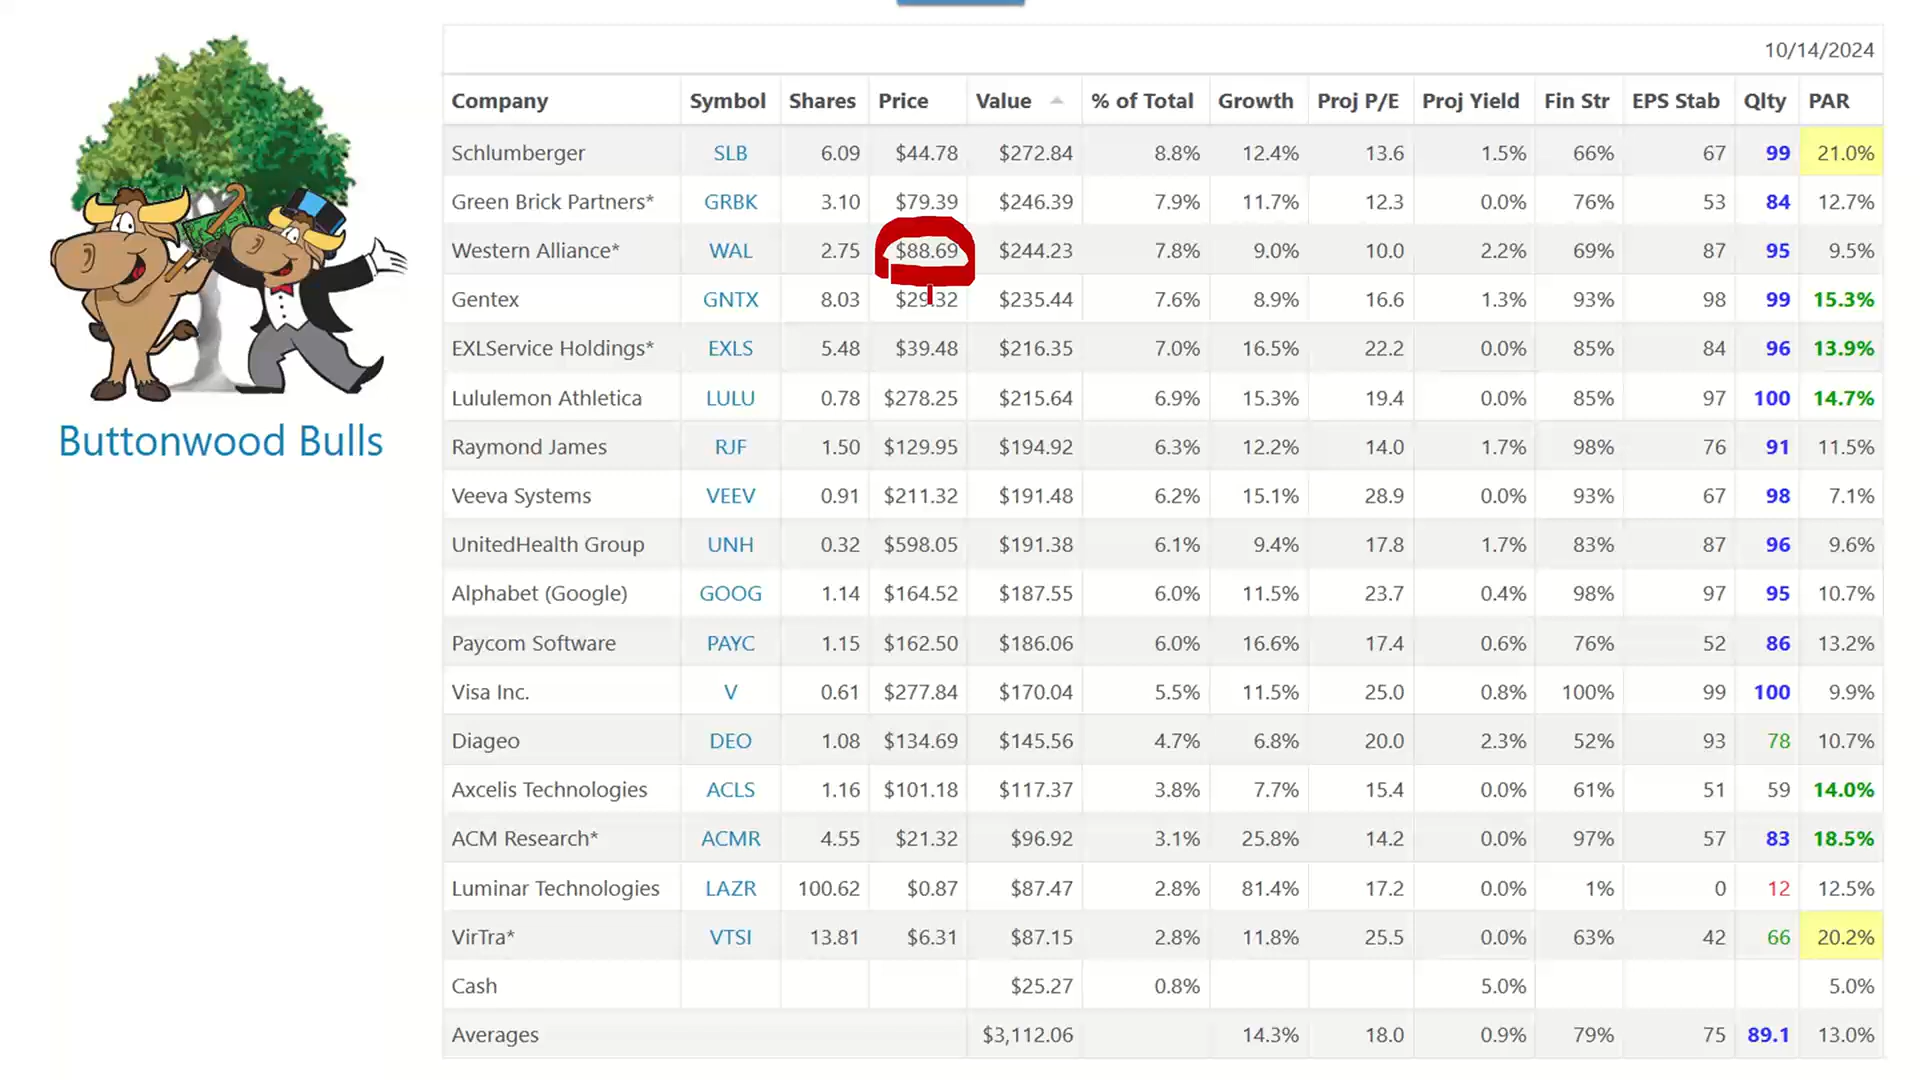 10/14/2024
Company Symbol Shares Price Value % of Total Growth Proj P/E Proj Yield Fin Str EPS Stab Qlty PAR
Schlumberger SLB 6.09 $44.78 $272.84 8.8% 12.4% 13.6 1.5% 66% 67 99 21.0%
Green Brick Partners* GRBK 3.10 $79.39 $246.39 7.9% 11.7% 12.3 0.0% 76% 53 84 12.7%
Western Alliance* WAL 2.75 $88.69 $244.23 7.8% 9.0% 10.0 2.2% 69% 87 95 9.5%
Gentex GNTX 8.03 $29.32 $235.44 7.6% 8.9% 16.6 1.3% 93% 98 99 15.3%
EXLService Holdings* EXLS 5.48 $39.48 $216.35 7.0% 16.5% 22.2 0.0% 85% 84 96 13.9%
Lululemon Athletica LULU 0.78 $278.25 $215.64 6.9% 15.3% 19.4 0.0% 85% 97 100 14.7%
Buttonwood Bulls
Raymond James RJF 1.50 $129.95 $194.92 6.3% 12.2% 14.0 1.7% 98% 76 91 11.5%
Veeva Systems VEEV 0.91 $211.32 $191.48 6.2% 15.1% 28.9 0.0% 93% 67 98 7.1%
UnitedHealth Group UNH 0.32 $598.05 $191.38 6.1% 9.4% 17.8 1.7% 83% 87 96 9.6%
Alphabet (Google) GOOG 1.14 $164.52 $187.55 6.0% 11.5% 23.7 0.4% 98% 97 95 10.7%
Paycom Software PAYC 1.15 $162.50 $186.06 6.0% 16.6% 17.4 0.6% 76% 52 86 13.2%
Visa Inc. V 0.61 $277.84 $170.04 5.5% 11.5% 25.0 0.8% 100% 99 100 9.9%
Diageo DEO 1.08 $134.69 $145.56 4.7% 6.8% 20.0 2.3% 52% 93 78 10.7%
Axcelis Technologies ACLS 1.16 $101.18 $117.37 3.8% 7.7% 15.4 0.0% 61% 51 59 14.0%
ACM Research* ACMR 4.55 $21.32 $96.92 3.1% 25.8% 14.2 0.0% 97% 57 83 18.5%
Luminar Technologies LAZR 100.62 $0.87 $87.47 2.8% 81.4% 17.2 0.0% 1% 0 12 12.5%
VirTra* VTSI 13.81 $6.31 $87.15 2.8% 11.8% 25.5 0.0% 63% 42 66 20.2%
Cash $25.27 0.8% 5.0% 5.0%
Averages $3,112.06 14.3% 18.0 0.9% 79% 75 89.1 13.0%